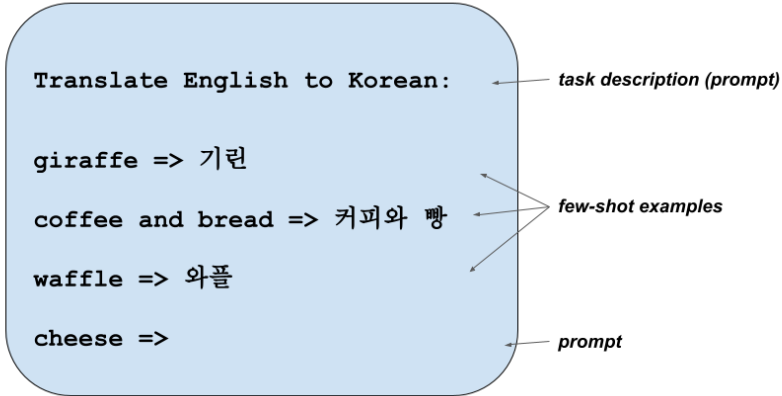 Translate English to Korean:
task description (prompt)
giraffe => 기린
coffee and bread => 커피와 빵
few-shot examples
waffle => 와플
cheese =>
prompt